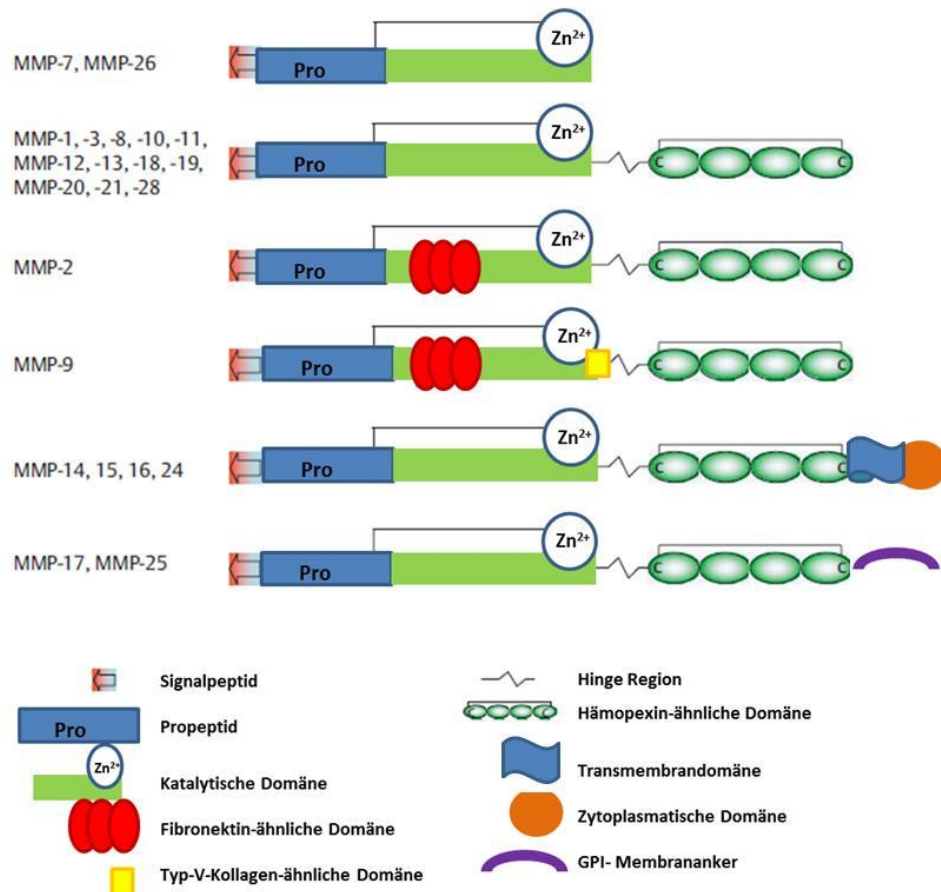 MMP-7, MMP-26
Pro
Zn²⁺
MMP-1, -3, -8, -10, -11,
MMP-12, -13, -18, -19,
MMP-20, -21, -28
Pro
Zn²⁺
C C
MMP-2
Pro
Zn²⁺
C C
MMP-9
Pro
Zn²⁺
C C
MMP-14, 15, 16, 24
Pro
Zn²⁺
C C
MMP-17, MMP-25
Pro
Zn²⁺
C C
Signalpeptid
Pro
Propeptid
Zn²⁺
Katalytische Domäne
Fibronektin-ähnliche Domäne
Typ-V-Kollagen-ähnliche Domäne
Hinge Region
C C
Hämopexin-ähnliche Domäne
Transmembrandomäne
Zytoplasmatische Domäne
GPI- Membrananker